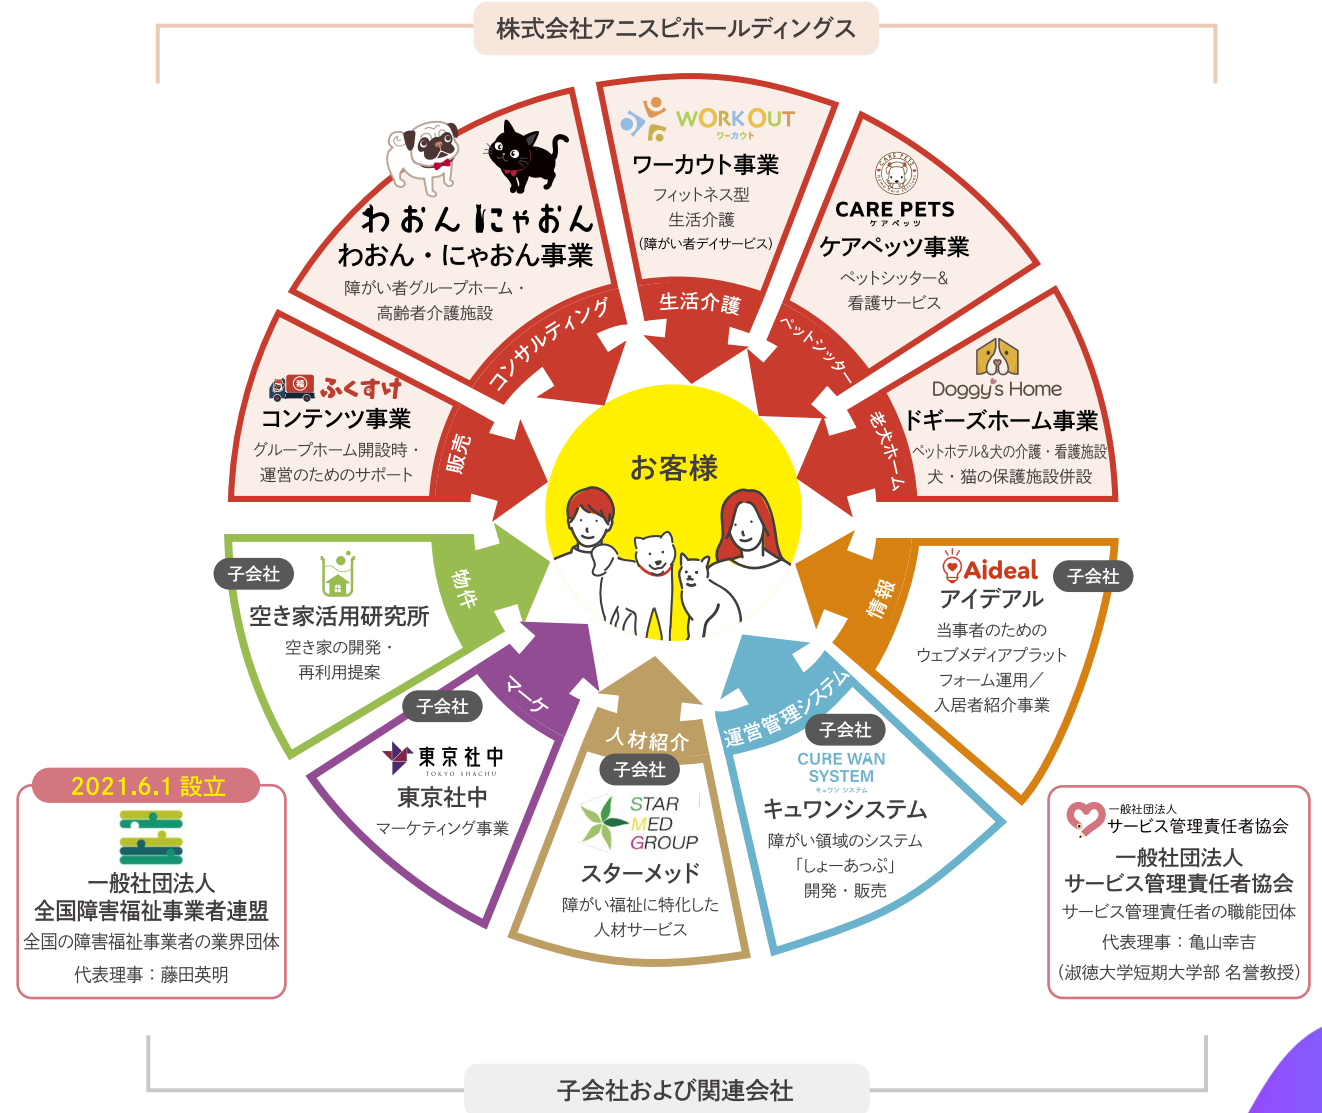 株式会社アニスピホールディングス
わおん にゃおん
わおん・にゃおん事業
障がい者グループホーム・
高齢者介護施設
コンサルティング
WORK OUT
ワーカウト
ワーカウト事業
フィットネス型
生活介護
(障がい者デイサービス)
生活介護
CARE PETS
CARE PETS
ケアペッツ
ケアペッツ事業
ペットシッター&
看護サービス
ペットシッター
福 ふくすけ
コンテンツ事業
グループホーム開設時・
運営のためのサポート
販売
Doggy's Home
ドギーズホーム事業
ペットホテル&犬の介護・看護施設
犬・猫の保護施設併設
老犬ホーム
お客様
子会社
空き家活用研究所
空き家の開発・
再利用提案
物件
Aideal
子会社
アイデアル
当事者のための
ウェブメディアプラット
フォーム運用／
入居者紹介事業
情報
子会社
東京社中
TOKYO SHACHU
東京社中
マーケティング事業
マーケ
人材紹介
子会社
STAR
MED
GROUP
スターメッド
障がい福祉に特化した
人材サービス
運営管理システム
子会社
CURE WAN
SYSTEM
キュワン システム
キュワンシステム
障がい領域のシステム
「しょーあっぷ」
開発・販売
2021.6.1 設立
一般社団法人
全国障害福祉事業者連盟
全国の障害福祉事業者の業界団体
代表理事：藤田英明
一般社団法人
サービス管理責任者協会
一般社団法人
サービス管理責任者協会
サービス管理責任者の職能団体
代表理事：亀山幸吉
(淑徳大学短期大学部 名誉教授)
子会社および関連会社